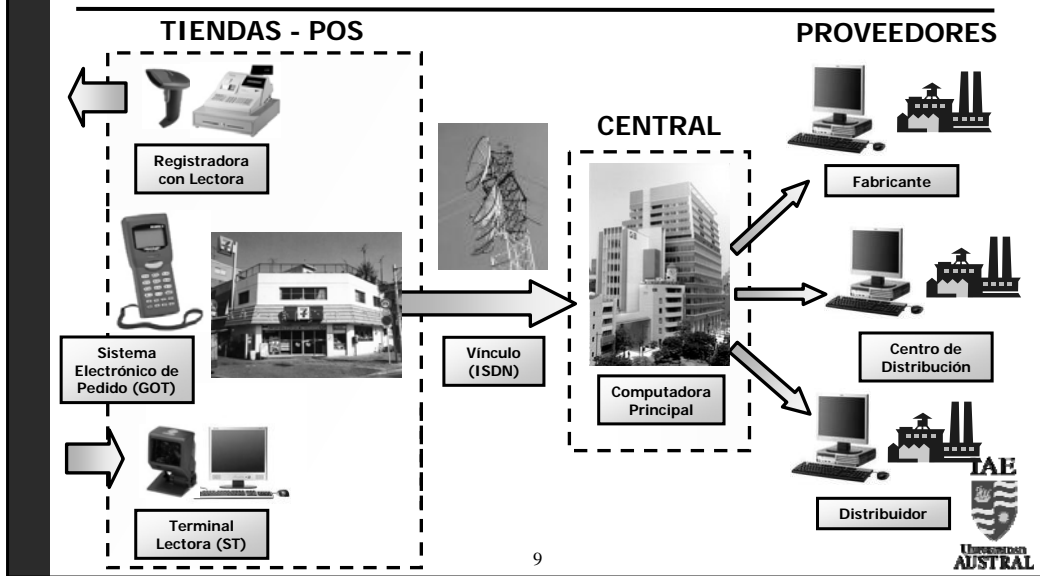 TIENDAS - POS
PROVEEDORES
CENTRAL
Registradora
con Lectora
Fabricante
Sistema
Electrónico de
Pedido (GOT)
Vínculo
(ISDN)
Computadora
Principal
Centro de
Distribución
Terminal
Lectora (ST)
Distribuidor
IAE
Universidad
AUSTRAL
9